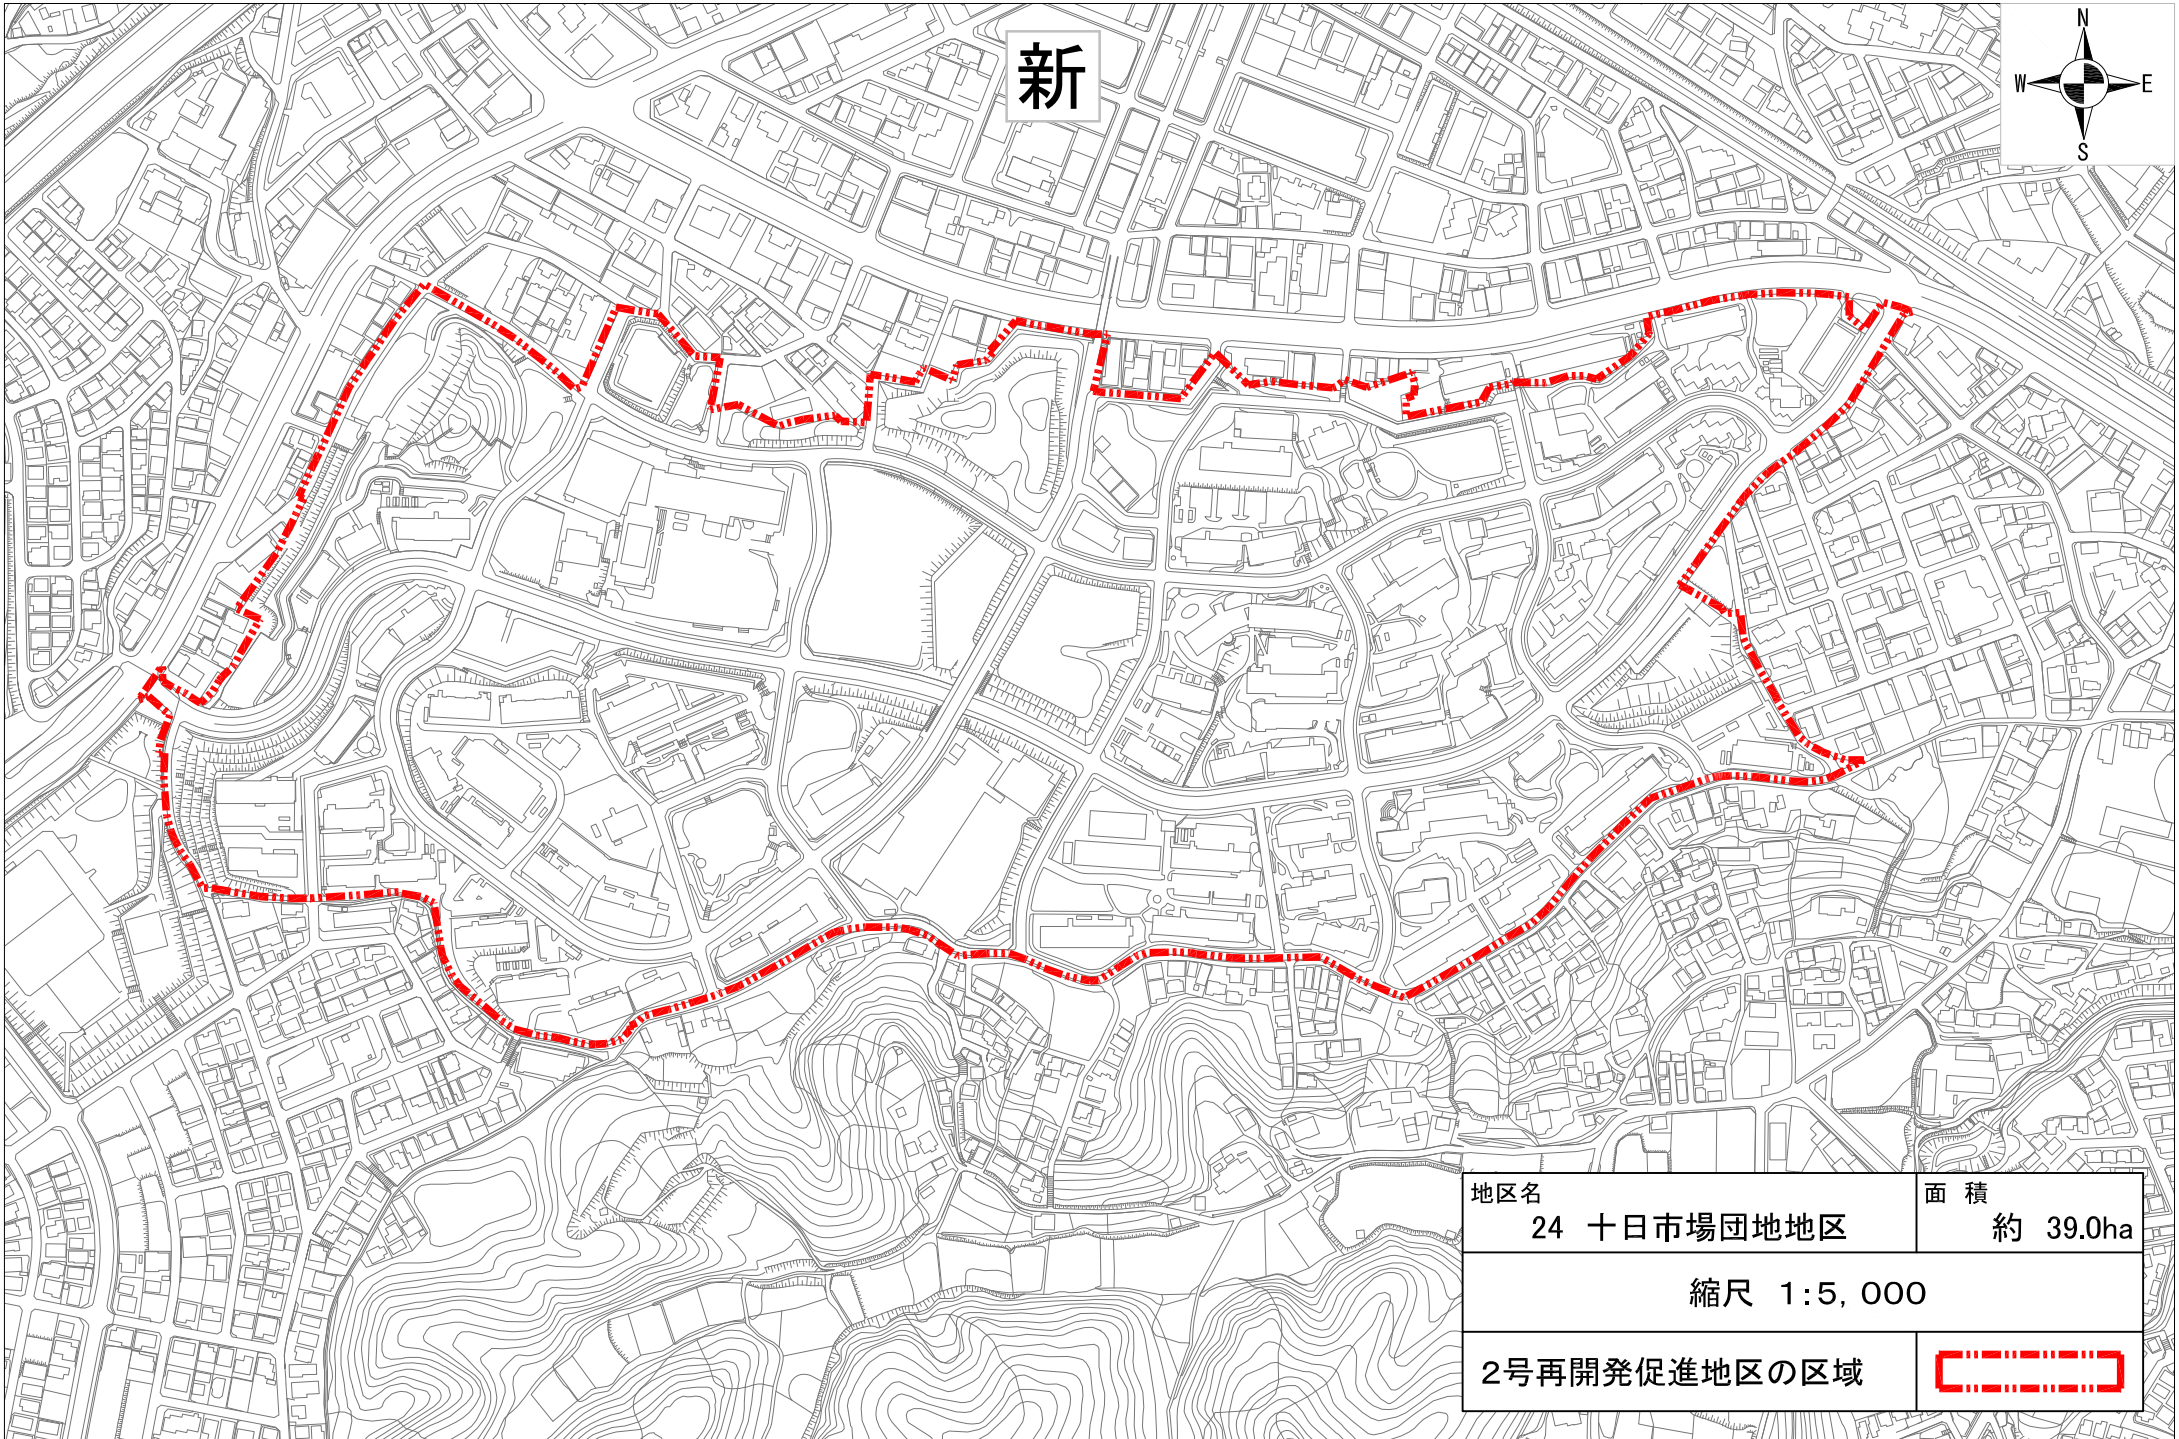 新
N
W E
S
地区名
24 十日市場団地地区
面 積
約 39.0ha
縮尺 1:5,000
2号再開発促進地区の区域